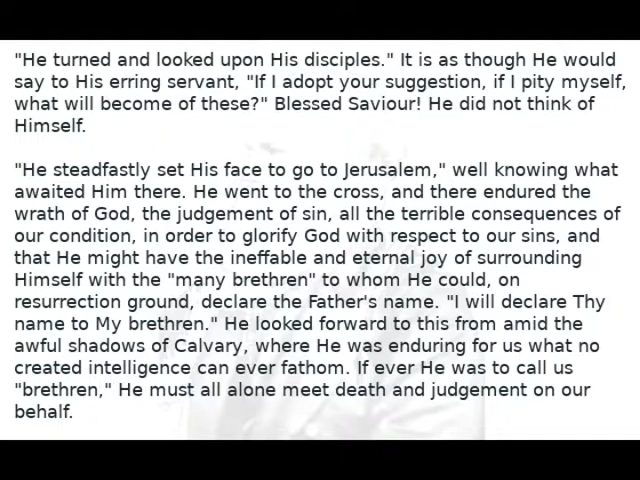 "He turned and looked upon His disciples." It is as though He would
say to His erring servant, "If I adopt your suggestion, if I pity myself,
what will become of these?" Blessed Saviour! He did not think of
Himself.
"He steadfastly set His face to go to Jerusalem," well knowing what
awaited Him there. He went to the cross, and there endured the
wrath of God, the judgement of sin, all the terrible consequences of
our condition, in order to glorify God with respect to our sins, and
that He might have the ineffable and eternal joy of surrounding
Himself with the "many brethren" to whom He could, on
resurrection ground, declare the Father's name. "I will declare Thy
name to My brethren." He looked forward to this from amid the
awful shadows of Calvary, where He was enduring for us what no
created intelligence can ever fathom. If ever He was to call us
"brethren," He must all alone meet death and judgement on our
behalf.